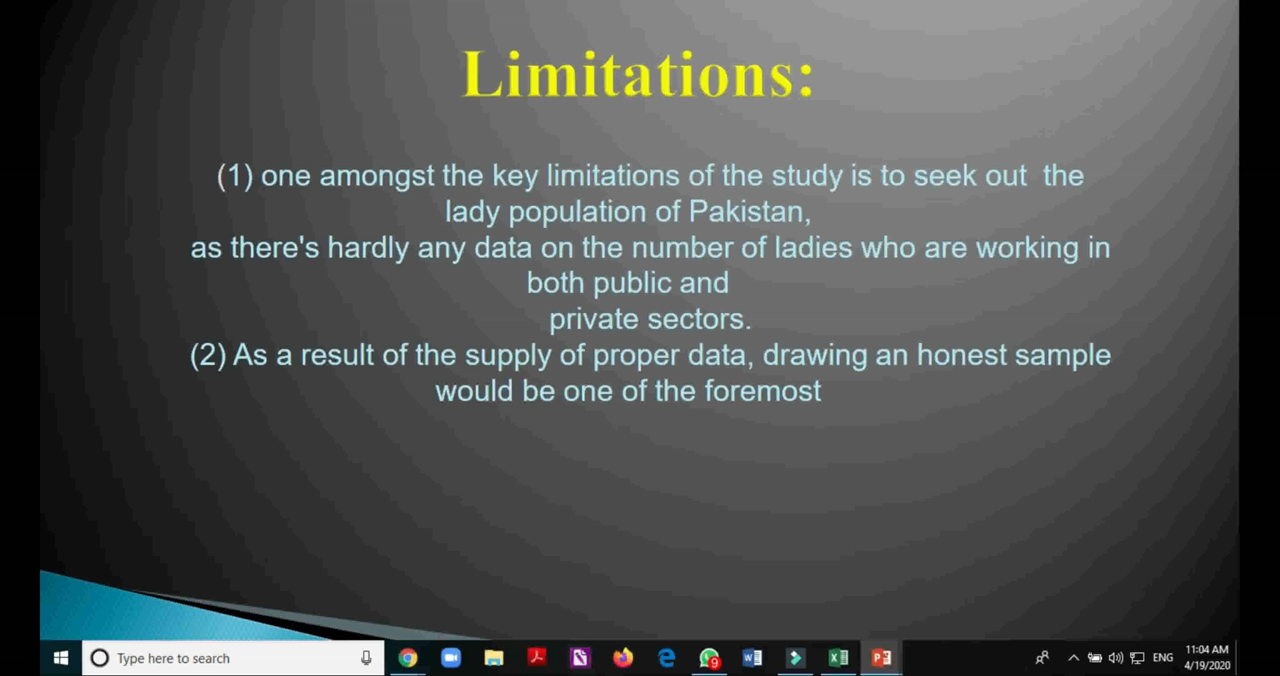 Limitations:
(1) one amongst the key limitations of the study is to seek out  the
lady population of Pakistan,
as there's hardly any data on the number of ladies who are working in
both public and
private sectors.
(2) As a result of the supply of proper data, drawing an honest sample
would be one of the foremost
Type here to search
9
ENG
11:04 AM
4/19/2020